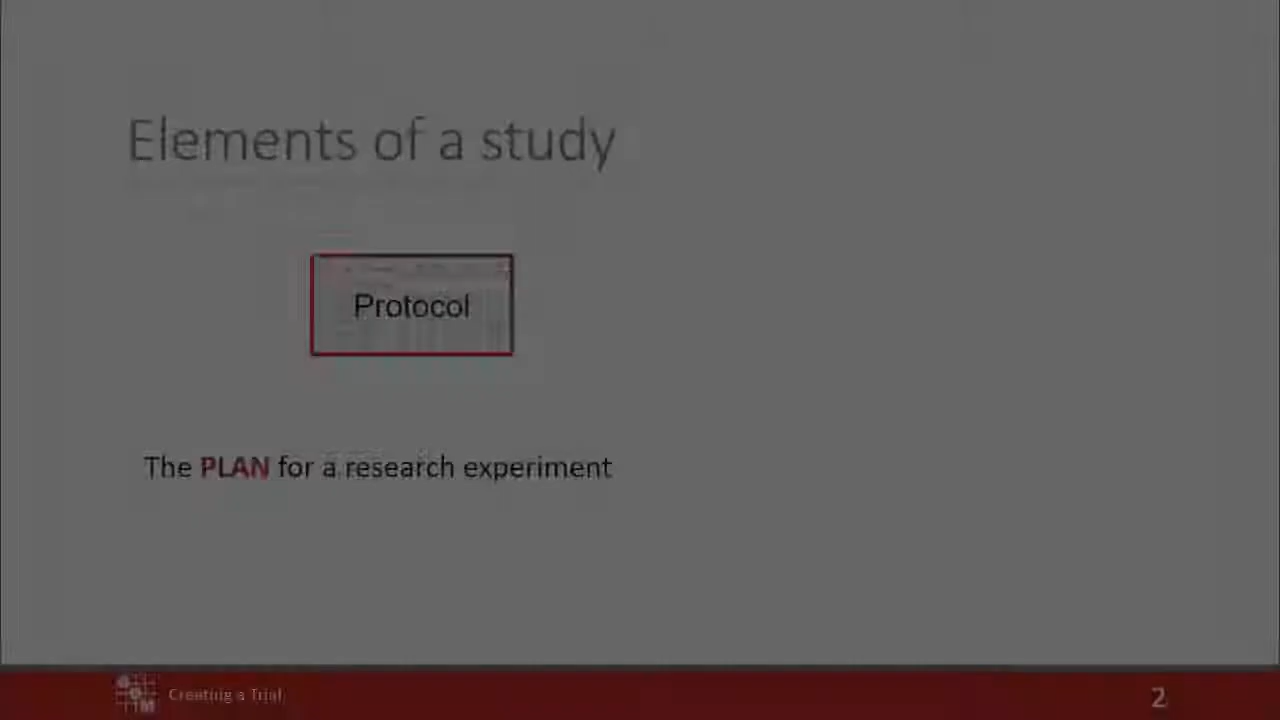 Elements of a study
Protocol
The PLAN for a research experiment
Creating a Trial
2